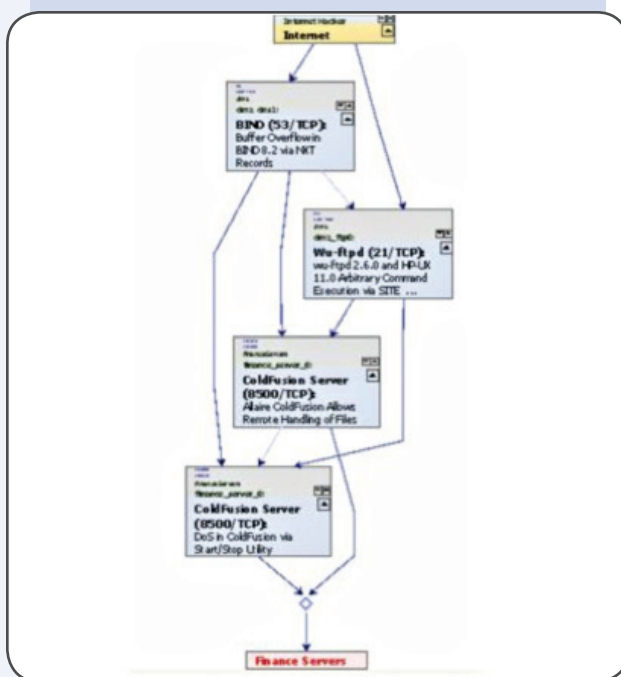 Internet Hacker
Internet
dmz
BIND (53/TCP):
Buffer Overflow in
BIND 8.2 via NXT
Records
dmz
Wu-ftpd (21/TCP):
wu-ftpd 2.6.0 and HP-UX
11.0 Arbitrary Command
Execution via SITE ...
ColdFusion Server
(8500/TCP):
Allaire ColdFusion Allows
Remote Handling of Files
ColdFusion Server
(8500/TCP):
DoS in ColdFusion via
Start/Stop Utility
Finance Servers